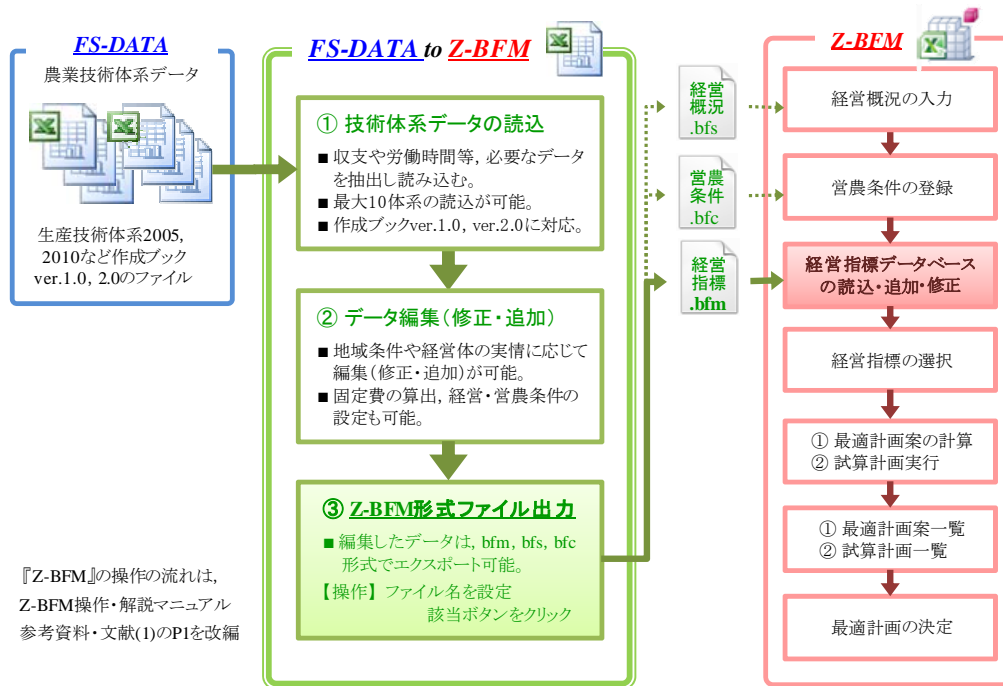 FS-DATA
農業技術体系データ
生産技術体系2005,
2010など作成ブック
ver.1.0, 2.0のファイル
FS-DATA to Z-BFM
① 技術体系データの読込
■ 収支や労働時間等, 必要なデータ
を抽出し読み込む。
■ 最大10体系の読込が可能。
■ 作成ブックver.1.0, ver.2.0に対応。
② データ編集(修正・追加)
■ 地域条件や経営体の実情に応じて
編集(修正・追加)が可能。
■ 固定費の算出, 経営・営農条件の
設定も可能。
③ Z-BFM形式ファイル出力
■ 編集したデータは, bfm, bfs, bfc
形式でエクスポート可能。
【操作】 ファイル名を設定
該当ボタンをクリック
経営
概況
.bfs
営農
条件
.bfc
経営
指標
.bfm
Z-BFM
経営概況の入力
営農条件の登録
経営指標データベース
の読込・追加・修正
経営指標の選択
① 最適計画案の計算
② 試算計画実行
① 最適計画案一覧
② 試算計画一覧
最適計画の決定
『Z-BFM』の操作の流れは,
Z-BFM操作・解説マニュアル
参考資料・文献(1)のP1を改編